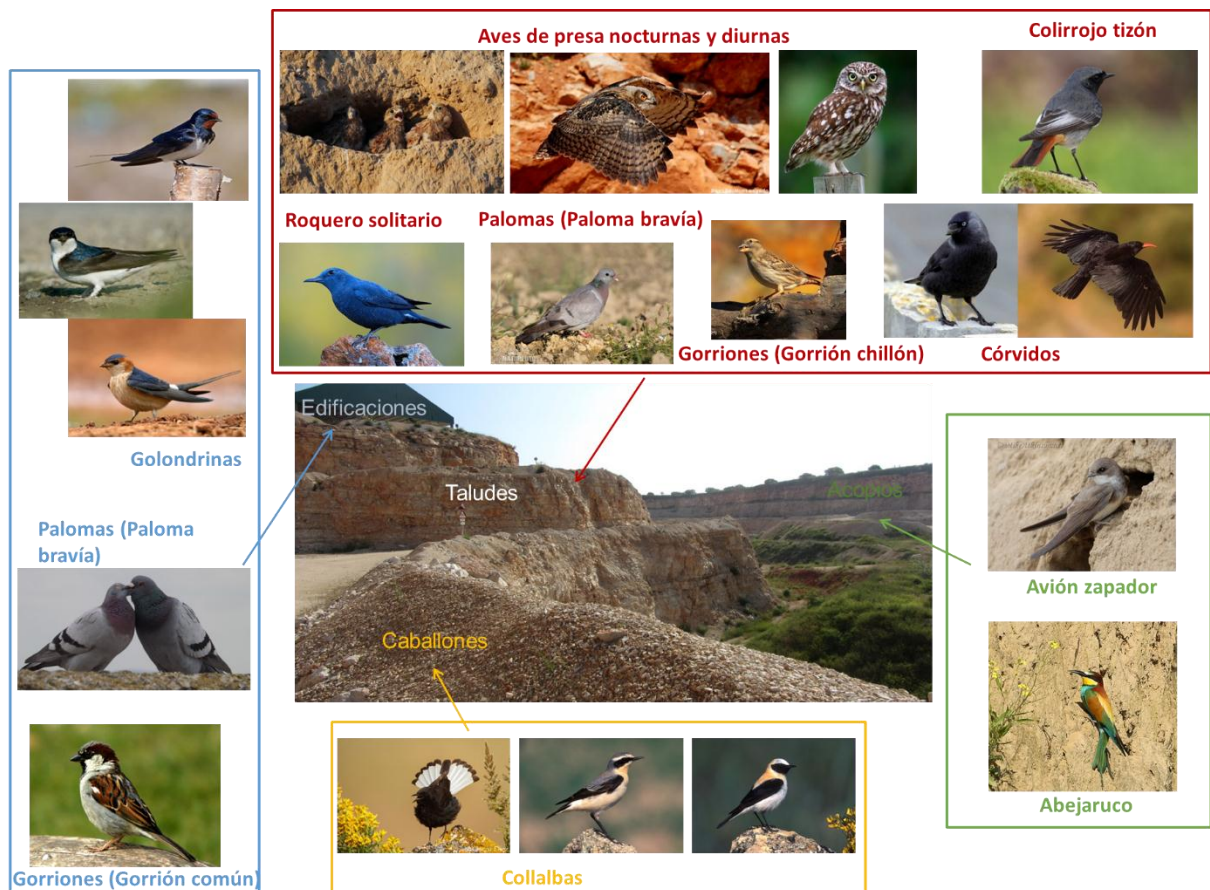 Aves de presa nocturnas y diurnas
Colirrojo tizón
Roquero solitario
Palomas (Paloma bravía)
Gorriones (Gorrión chillón)
Córvidos
Golondrinas
Palomas (Paloma
bravía)
Gorriones (Gorrión común)
Edificaciones
Taludes
Acopios
Caballones
Avión zapador
Abejaruco
Collalbas